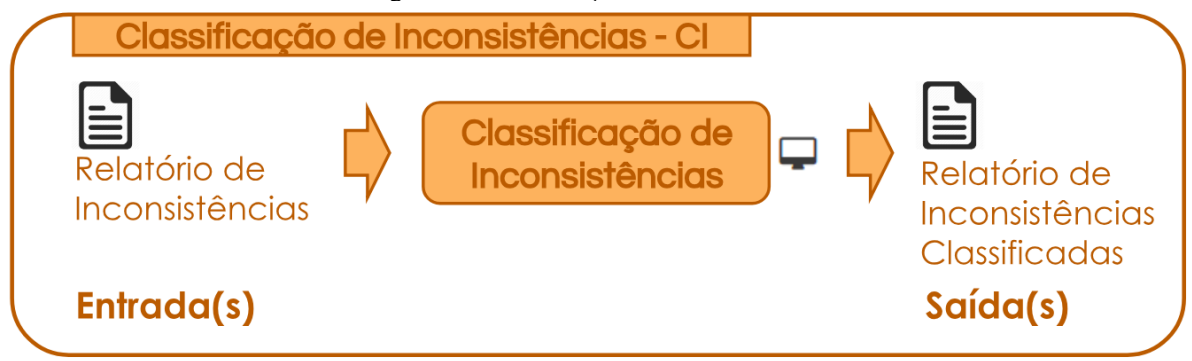 Classificação de Inconsistências - CI
Relatório de
Inconsistências
Classificação de
Inconsistências
Relatório de
Inconsistências
Classificadas
Entrada(s)
Saída(s)